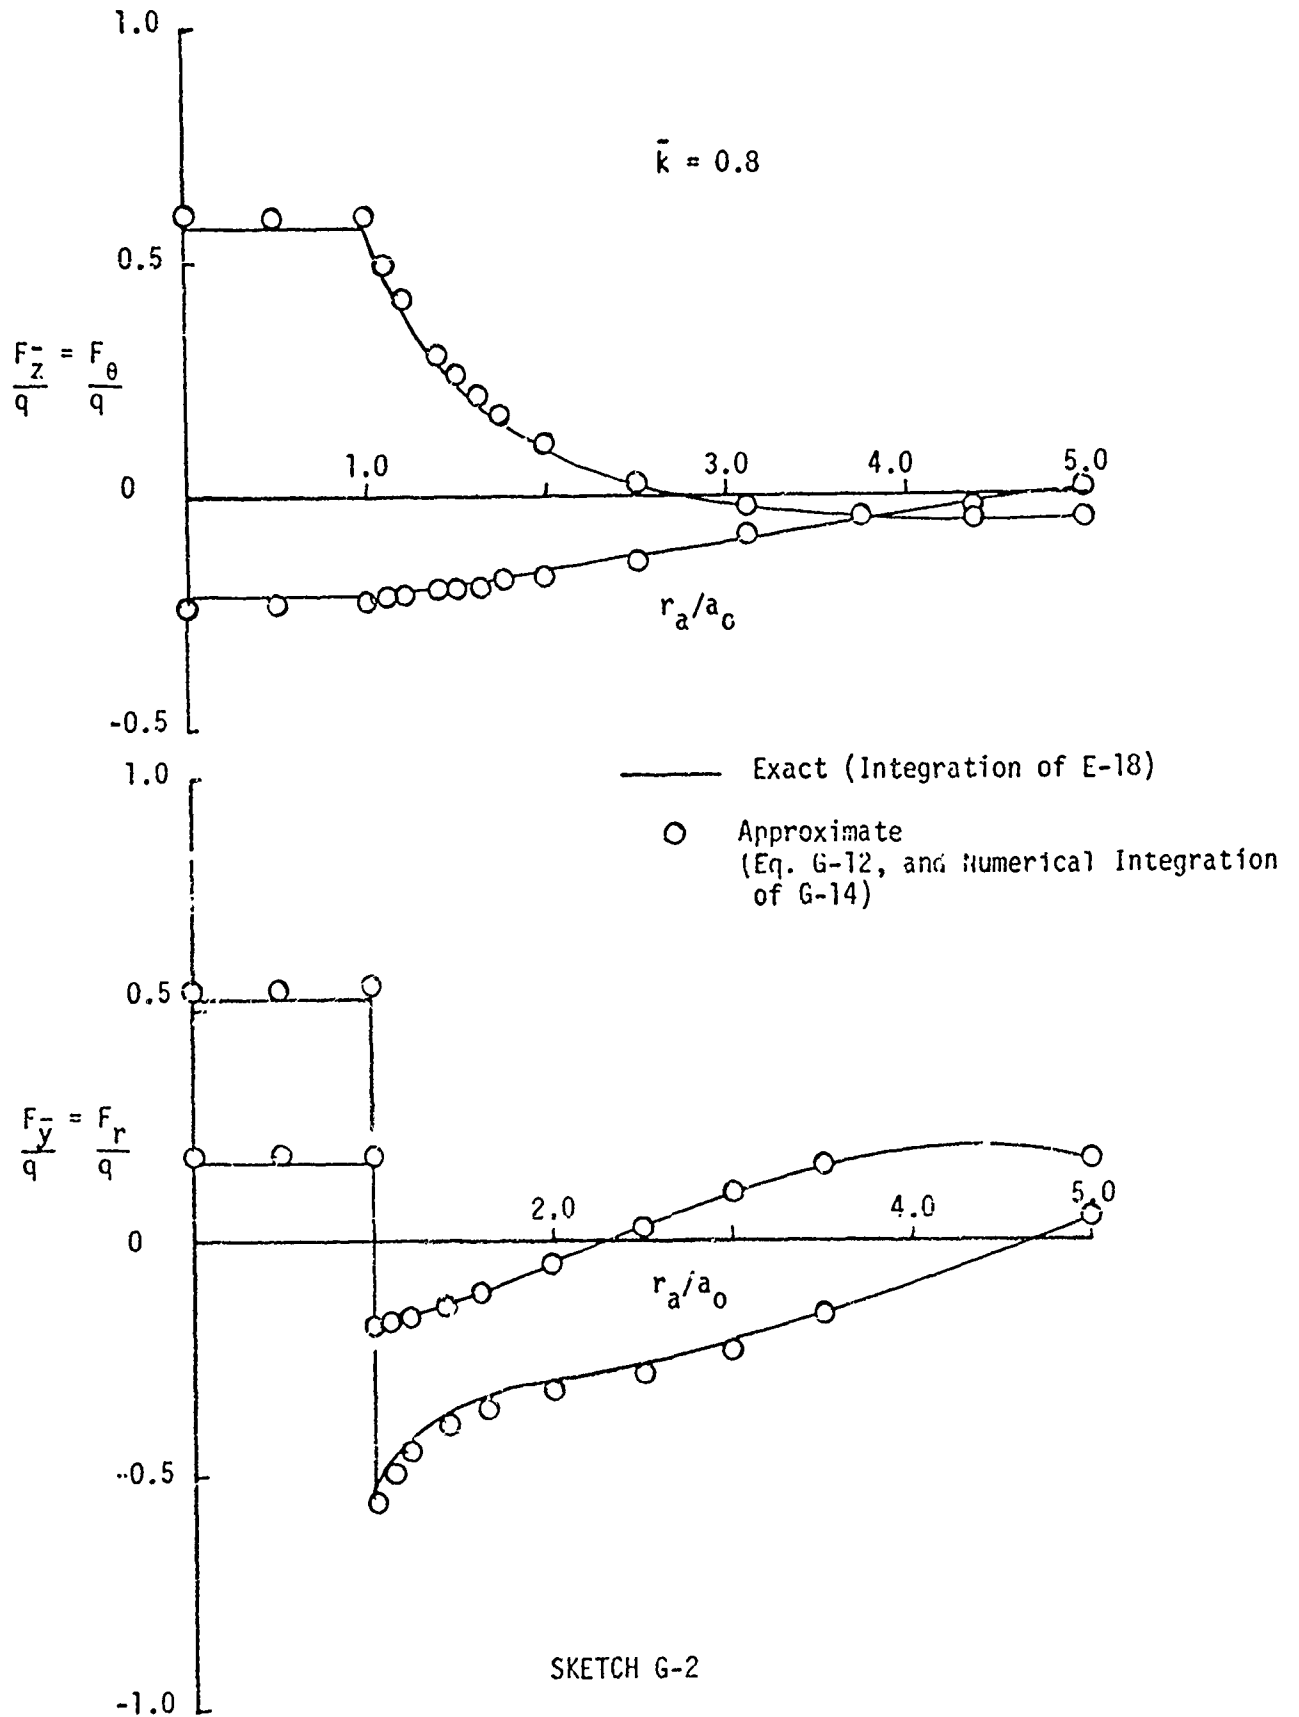 1.0
k̄ = 0.8
0.5
F_z̄/q = F_θ/q
1.0
3.0
4.0
5.0
0
r_a/a_o
-0.5
1.0
Exact (Integration of E-18)
Approximate
(Eq. G-12, and Numerical Integration
of G-14)
0.5
F_ȳ/q = F_r/q
2.0
4.0
5.0
0
r_a/a_o
-0.5
SKETCH G-2
-1.0